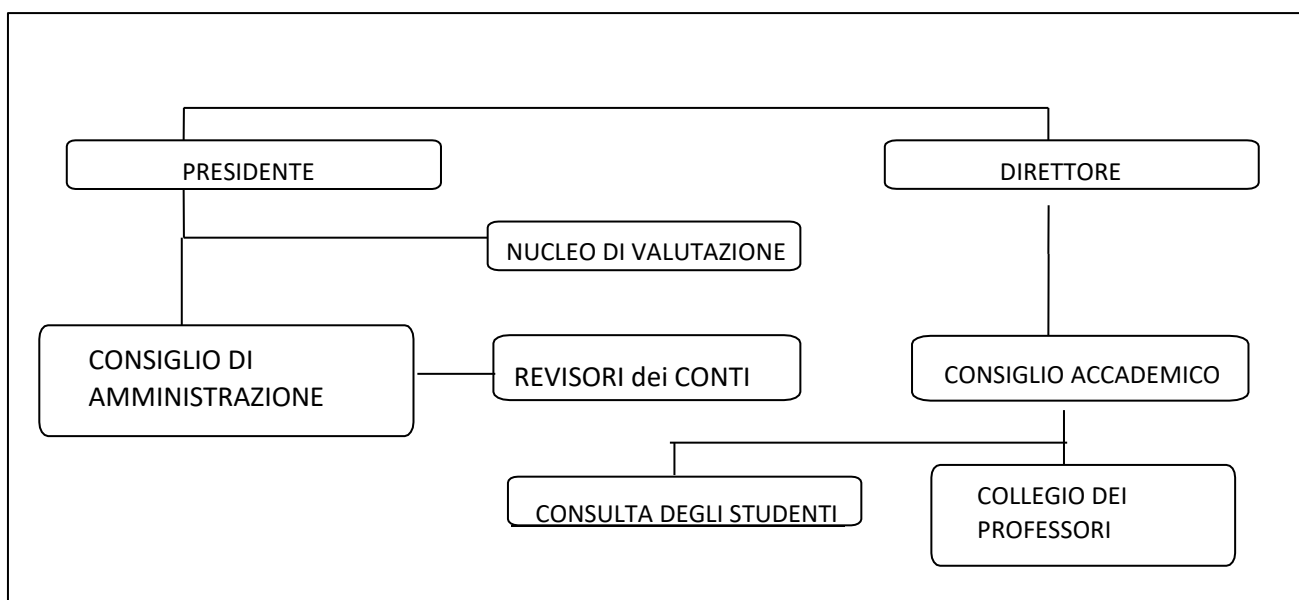 PRESIDENTE
DIRETTORE
NUCLEO DI VALUTAZIONE
CONSIGLIO DI
AMMINISTRAZIONE
REVISORI dei CONTI
CONSIGLIO ACCADEMICO
CONSULTA DEGLI STUDENTI
COLLEGIO DEI
PROFESSORI